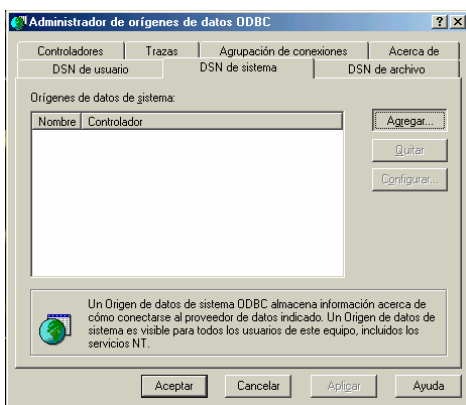 Administrador de orígenes de datos ODBC
Controladores Trazas Agrupación de conexiones Acerca de
DSN de usuario DSN de sistema DSN de archivo
Orígenes de datos de sistema:
Nombre Controlador
Agregar...
Quitar
Configurar...
Un Origen de datos de sistema ODBC almacena información acerca de
cómo conectarse al proveedor de datos indicado. Un Origen de datos de
sistema es visible para todos los usuarios de este equipo, incluidos los
servicios NT.
Aceptar Cancelar Aplicar Ayuda